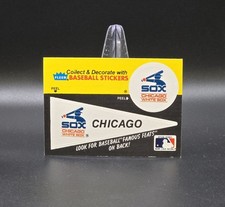 FLEER
Collect & Decorate with
BASEBALL STICKERS
PEEL
PEEL
SOX
CHICAGO
WHITE SOX
SOX
CHICAGO
WHITE SOX
CHICAGO
LOOK FOR BASEBALL "FAMOUS FEATS"
ON BACK!